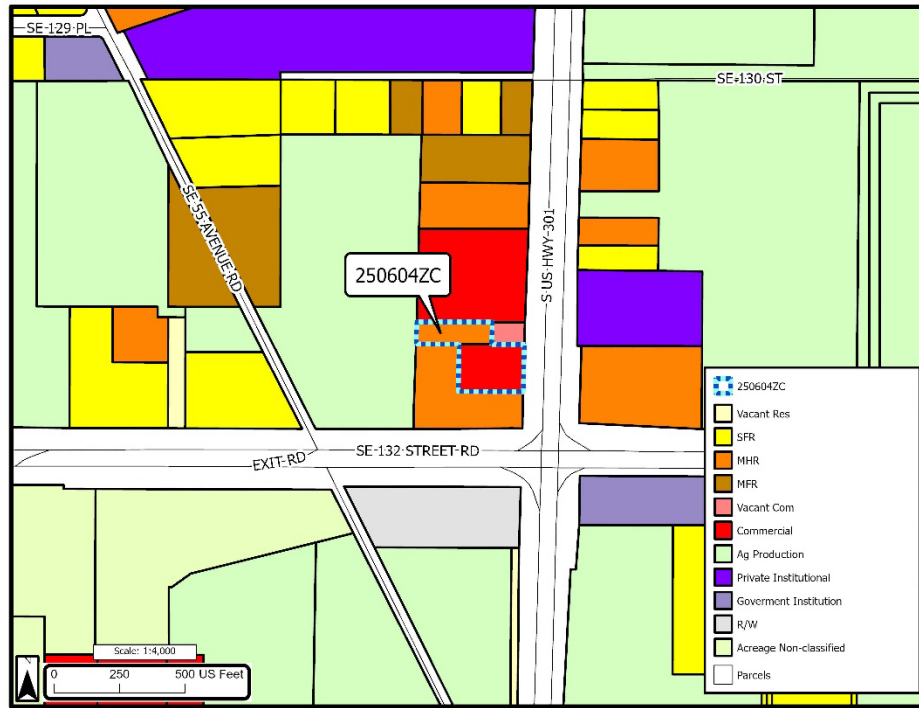 SE 129 PL
SE 130 ST
SE 55 AVENUE RD
S US HWY 301
250604ZC
SE 132 STREET RD
EXIT RD
250604ZC
Vacant Res
SFR
MHR
MFR
Vacant Com
Commercial
Ag Production
Private Institutional
Goverment Institution
R/W
Acreage Non-classified
Parcels
Scale: 1:4,000
0 250 500 US Feet